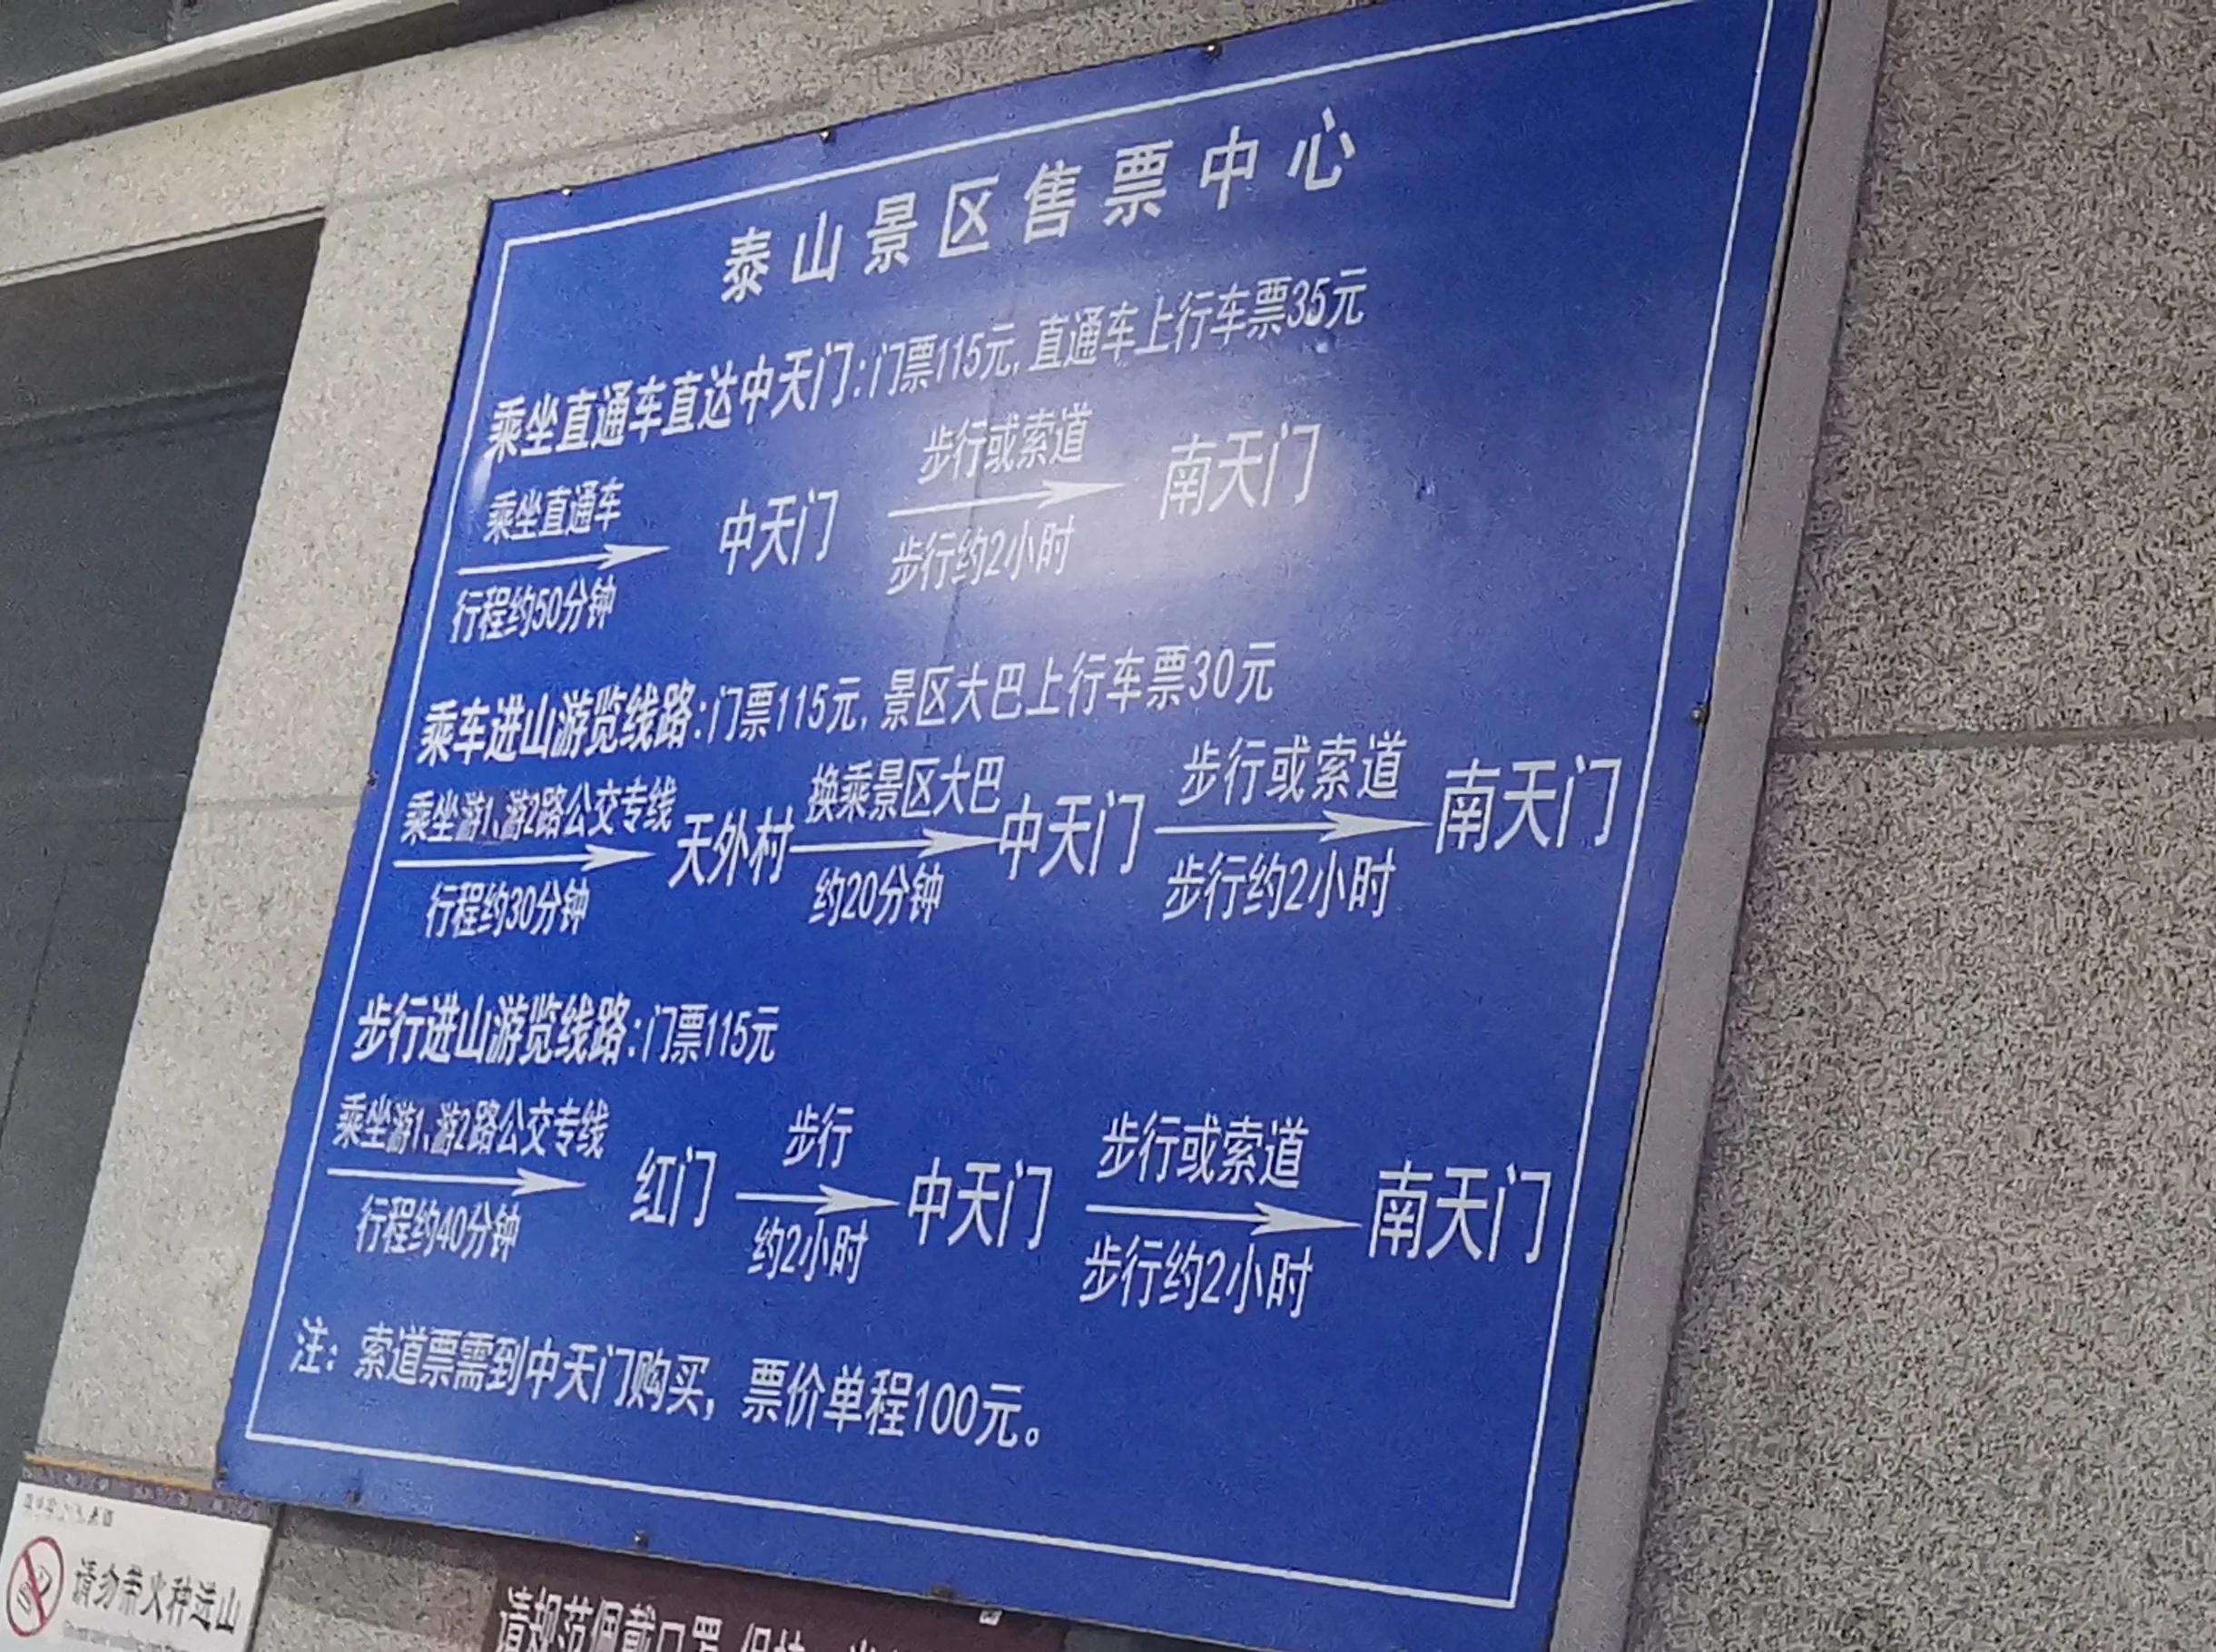 泰山景区售票中心
乘坐直通车直达中天门:门票115元,直通车上行车票35元
乘坐直通车 步行或索道
中天门 南天门
行程约50分钟 步行约2小时
乘车进山游览线路:门票115元,景区大巴上行车票30元
乘坐游1、游2路公交专线 换乘景区大巴 步行或索道
天外村 中天门 南天门
行程约30分钟 约20分钟 步行约2小时
步行进山游览线路:门票115元
乘坐游1、游2路公交专线 步行 步行或索道
红门 中天门 南天门
行程约40分钟 约2小时 步行约2小时
注：索道票需到中天门购买，票价单程100元。
请勿带火种进山
请规范佩戴口罩 保持一米